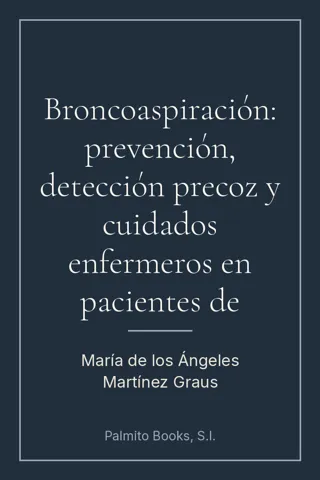 Broncoaspiración:
prevención,
detección precoz y
cuidados
enfermeros en
pacientes de
María de los Ángeles
Martínez Graus
Palmito Books, S.l.